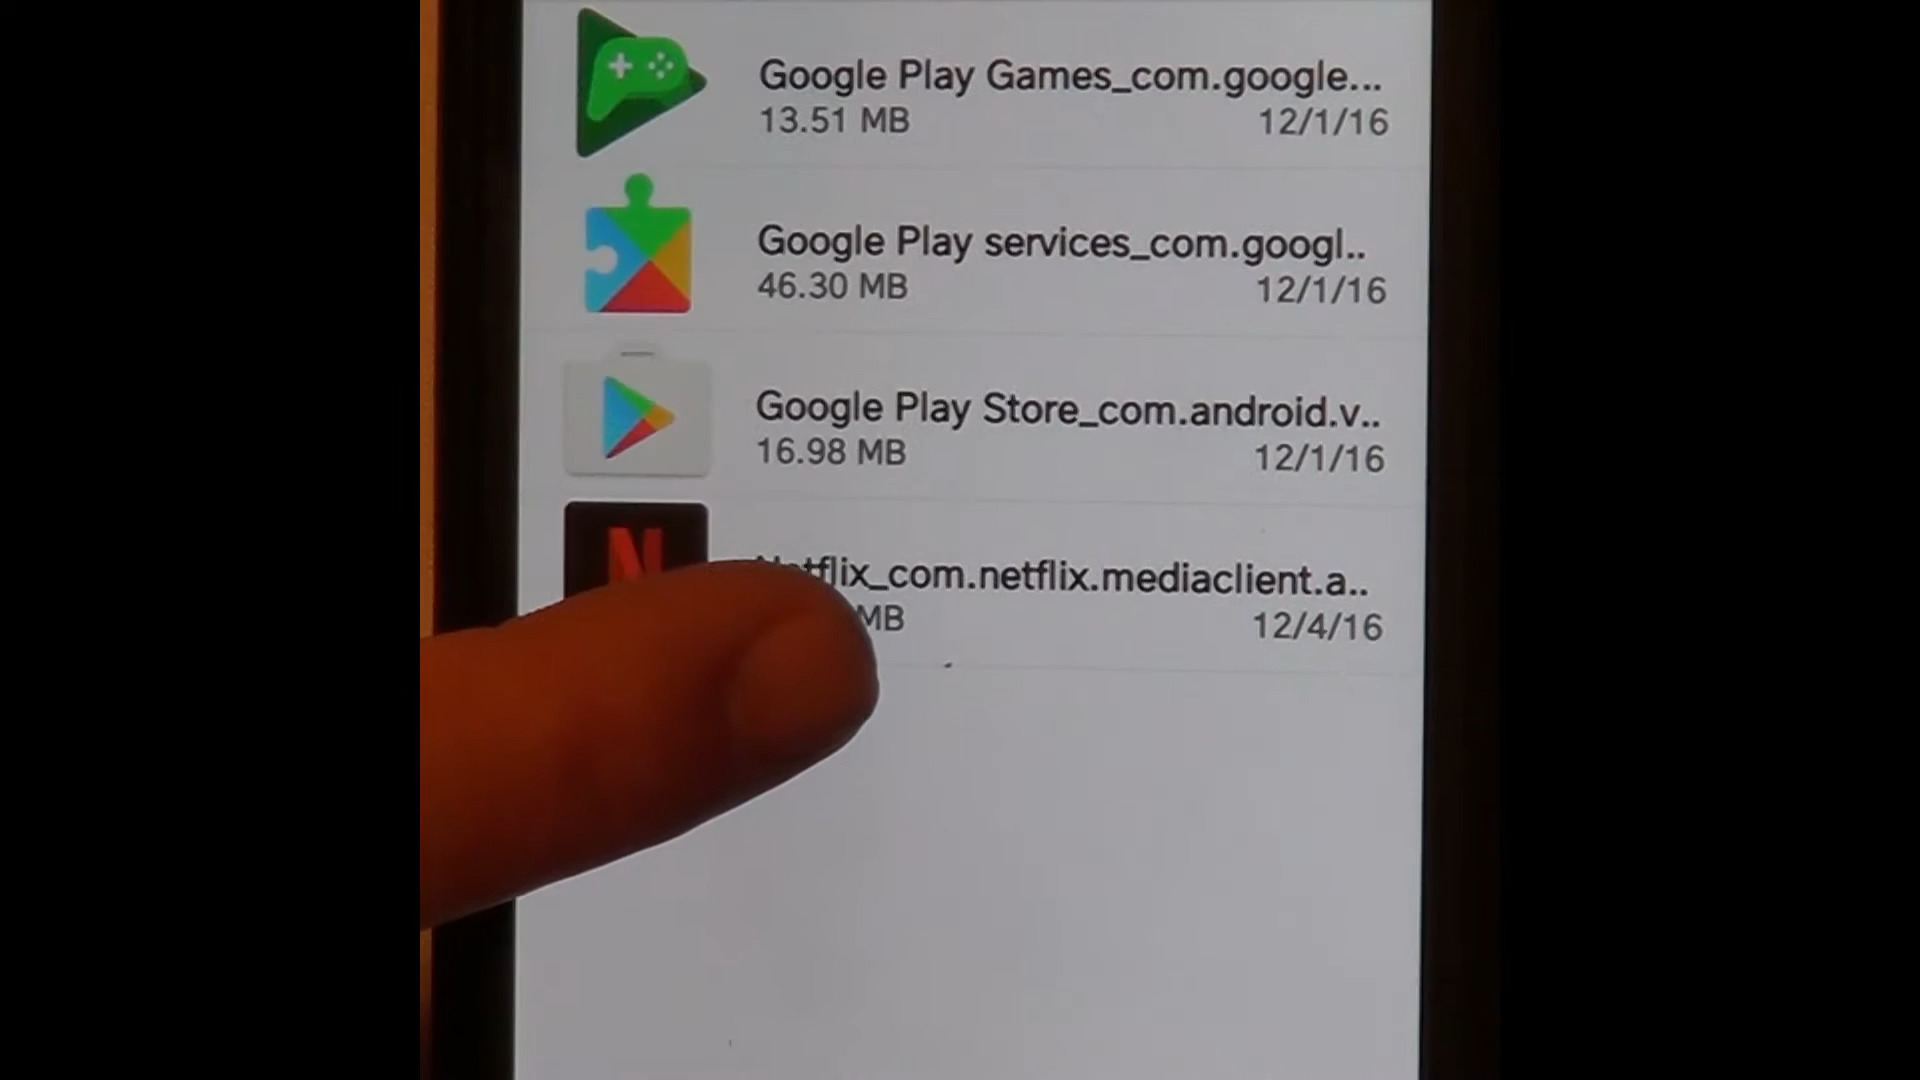 Google Play Games_com.google...
13.51 MB 12/1/16
Google Play services_com.googl..
46.30 MB 12/1/16
Google Play Store_com.android.v..
16.98 MB 12/1/16
N
Netflix_com.netflix.mediaclient.a..
MB 12/4/16